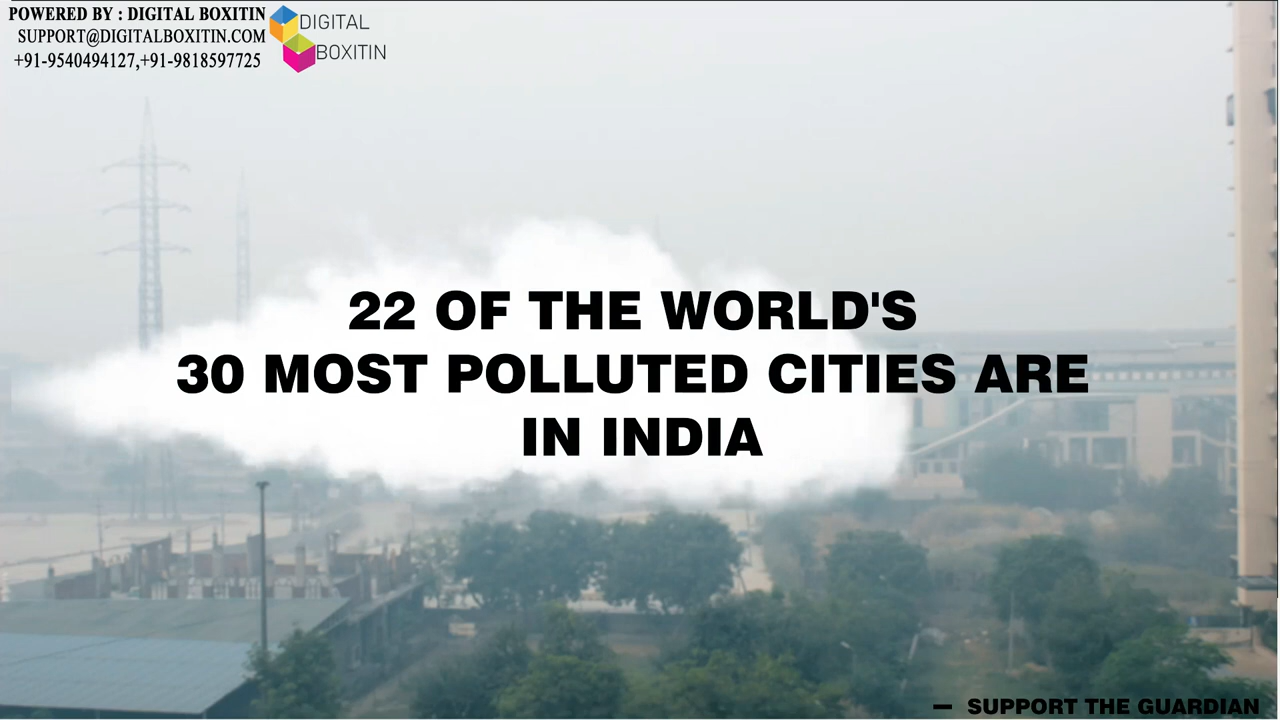 POWERED BY : DIGITAL BOXITIN
SUPPORT@DIGITALBOXITIN.COM
+91-9540494127,+91-9818597725
DIGITAL
BOXITIN
22 OF THE WORLD'S
30 MOST POLLUTED CITIES ARE
IN INDIA
— SUPPORT THE GUARDIAN